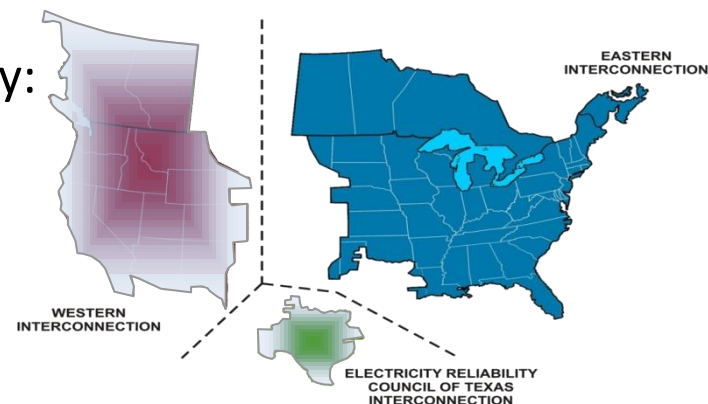 y:
EASTERN
INTERCONNECTION
WESTERN
INTERCONNECTION
ELECTRICITY RELIABILITY
COUNCIL OF TEXAS
INTERCONNECTION